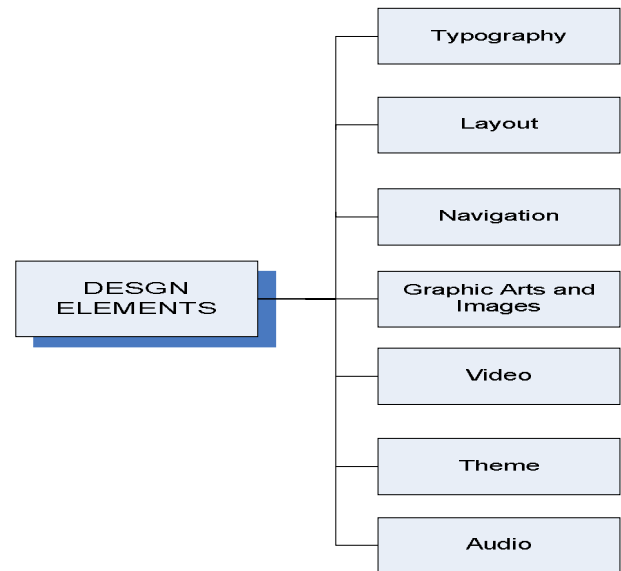 Typography
Layout
Navigation
DESGN
ELEMENTS
Graphic Arts and
Images
Video
Theme
Audio